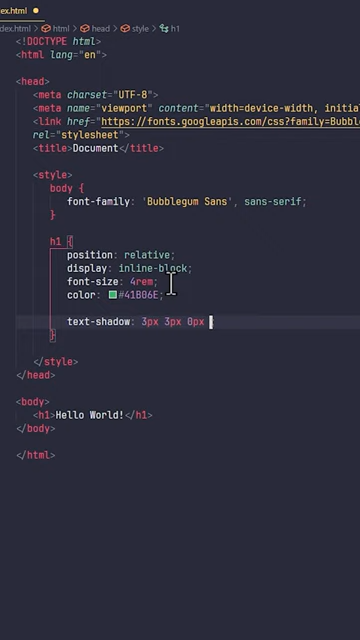 ex.html
dex.html > html > head > style > h1
<!DOCTYPE html>
<html lang="en">
<head>
<meta charset="UTF-8">
<meta name="viewport" content="width=device-width, initial
<link href="https://fonts.googleapis.com/css?family=Bubbl
rel="stylesheet">
<title>Document</title>
<style>
body {
font-family: 'Bubblegum Sans', sans-serif;
}
h1 {
position: relative;
display: inline-block;
font-size: 4rem;
color: #41B06E;
text-shadow: 3px 3px 0px ;
}
</style>
</head>
<body>
<h1>Hello World!</h1>
</body>
</html>